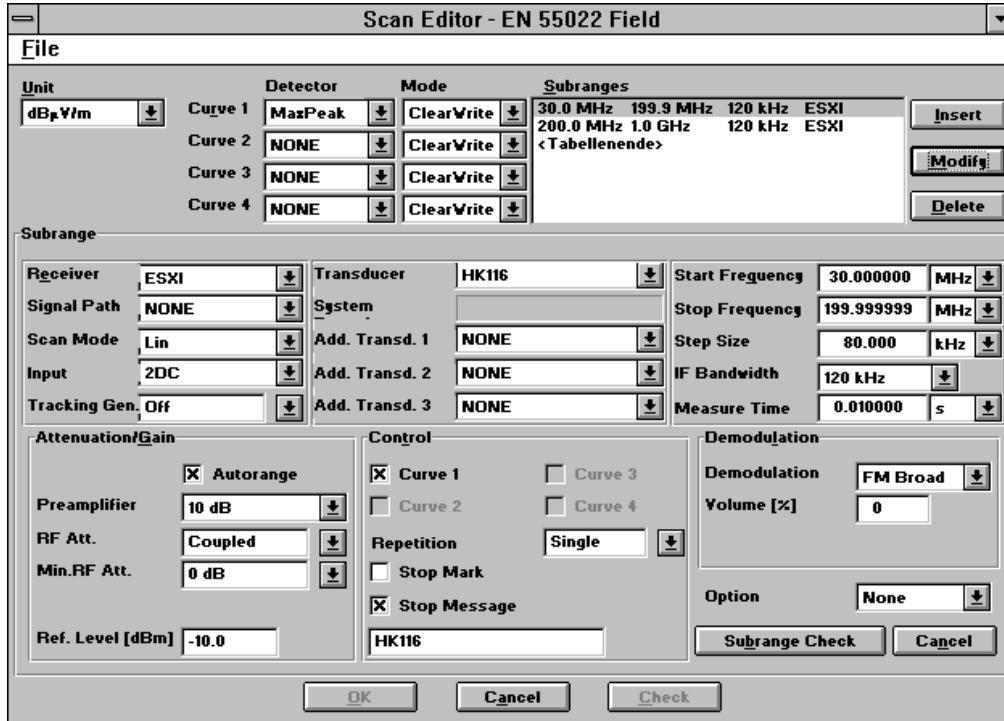 Scan Editor - EN 55022 Field
File
Unit
dBµV/m
Detector
Mode
Curve 1
MaxPeak
ClearWrite
Curve 2
NONE
ClearWrite
Curve 3
NONE
ClearWrite
Curve 4
NONE
ClearWrite
Subranges
30.0 MHz 199.9 MHz 120 kHz ESXI
200.0 MHz 1.0 GHz 120 kHz ESXI
<Tabellenende>
Insert
Modify
Delete
Subrange
Receiver
ESXI
Signal Path
NONE
Scan Mode
Lin
Input
2DC
Tracking Gen.
Off
Transducer
HK116
System
Add. Transd. 1
NONE
Add. Transd. 2
NONE
Add. Transd. 3
NONE
Start Frequency
30.000000
MHz
Stop Frequency
199.999999
MHz
Step Size
80.000
kHz
IF Bandwidth
120 kHz
Measure Time
0.010000
s
Attenuation/Gain
Autorange
Preamplifier
10 dB
RF Att.
Coupled
Min.RF Att.
0 dB
Ref. Level [dBm]
-10.0
Control
Curve 1
Curve 3
Curve 2
Curve 4
Repetition
Single
Stop Mark
Stop Message
HK116
Demodulation
Demodulation
FM Broad
Volume [%]
0
Option
None
Subrange Check
Cancel
OK
Cancel
Check